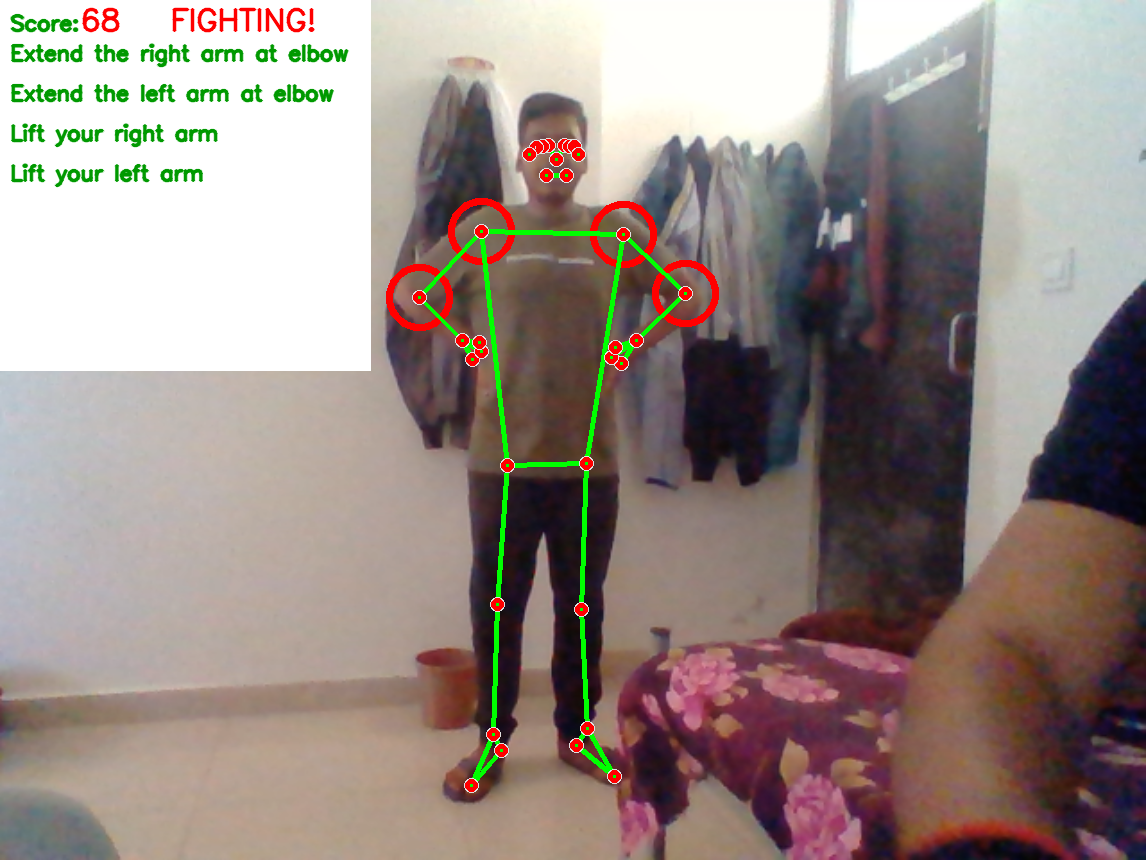 Score:68 FIGHTING!
Extend the right arm at elbow
Extend the left arm at elbow
Lift your right arm
Lift your left arm